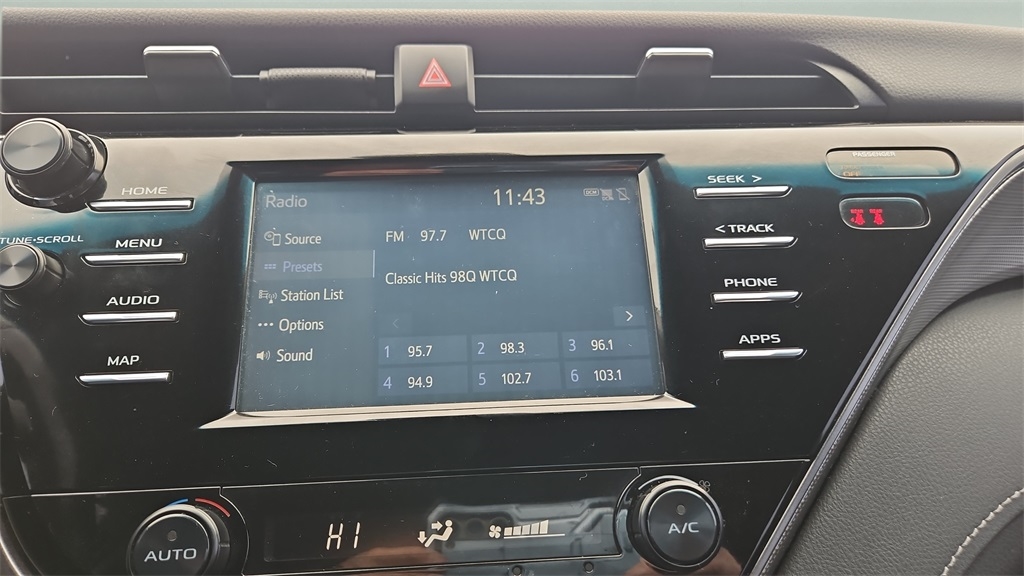 PASSENGER
OFF
HOME
TUNE•SCROLL
MENU
AUDIO
MAP
Radio
11:43
DCM
Source
Presets
Station List
Options
Sound
FM 97.7 WTCQ
Classic Hits 98Q WTCQ
< >
1 95.7 2 98.3 3 96.1
4 94.9 5 102.7 6 103.1
SEEK >
< TRACK
PHONE
APPS
AUTO
HI
A/C